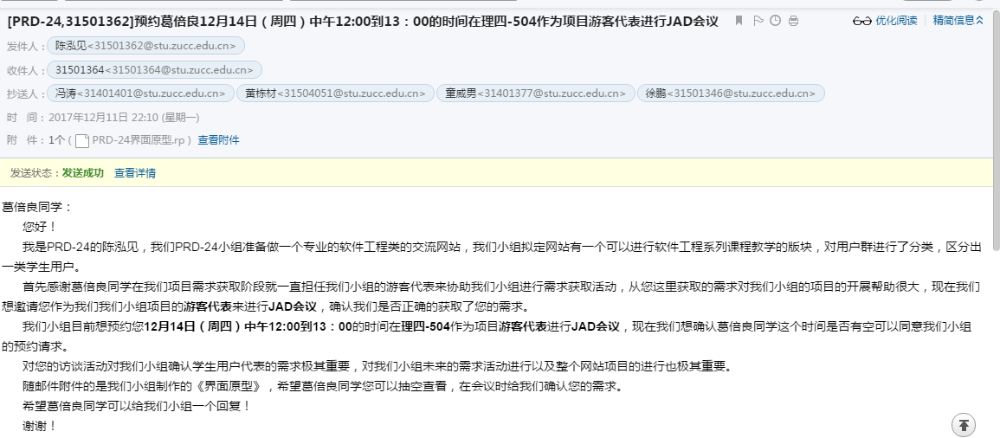 [PRD-24,31501362]预约葛倍良12月14日（周四）中午12:00到13：00的时间在理四-504作为项目游客代表进行JAD会议
优化阅读 精简信息
发件人：陈泓见<31501362@stu.zucc.edu.cn>
收件人：31501364<31501364@stu.zucc.edu.cn>
抄送人：冯涛<31401401@stu.zucc.edu.cn> 黄栋材<31504051@stu.zucc.edu.cn> 童威男<31401377@stu.zucc.edu.cn> 徐鹏<31501346@stu.zucc.edu.cn>
时 间：2017年12月11日 22:10 (星期一)
附 件：1个 ( PRD-24界面原型.rp ) 查看附件
发送状态：发送成功 查看详情
葛倍良同学：
您好！
我是PRD-24的陈泓见，我们PRD-24小组准备做一个专业的软件工程类的交流网站，我们小组拟定网站有一个可以进行软件工程系列课程教学的版块，对用户群进行了分类，区分出
一类学生用户。
首先感谢葛倍良同学在我们项目需求获取阶段就一直担任我们小组的游客代表来协助我们小组进行需求获取活动，从您这里获取的需求对我们小组的项目的开展帮助很大，现在我们
想邀请您作为我们我们小组项目的游客代表来进行JAD会议，确认我们是否正确的获取了您的需求。
我们小组目前想预约您12月14日（周四）中午12:00到13：00的时间在理四-504作为项目游客代表进行JAD会议，现在我们想确认葛倍良同学这个时间是否有空可以同意我们小组
的预约请求。
对您的访谈活动对我们小组确认学生用户代表的需求极其重要，对我们小组未来的需求活动进行以及整个网站项目的进行也极其重要。
随邮件附件的是我们小组制作的《界面原型》，希望葛倍良同学您可以抽空查看，在会议时给我们确认您的需求。
希望葛倍良同学可以给我们小组一个回复！
谢谢！